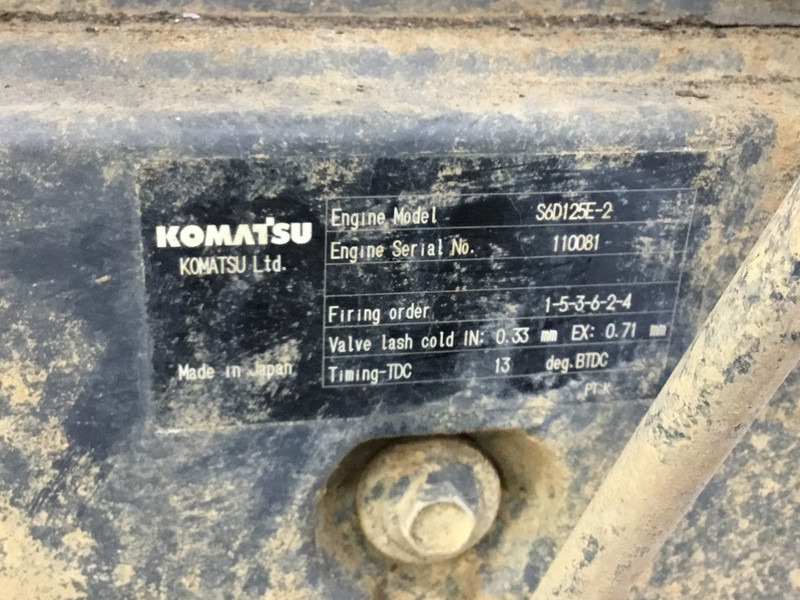 KOMATSU
KOMATSU Ltd.
Made in Japan
Engine Model S6D125E-2
Engine Serial No. 110081
Firing order 1-5-3-6-2-4
Valve lash cold IN: 0.33 mm EX: 0.71 mm
Timing-TDC 13 deg.BTDC
PT-K